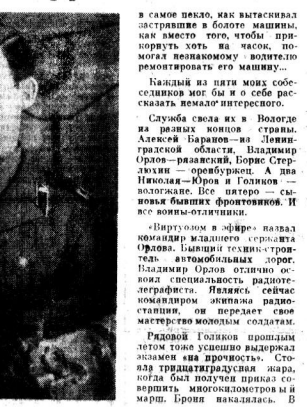 в самое пекло, как вытаскивал
застрявшие в болоте машины,
как вместо того, чтобы при-
корнуть хоть на часок, по-
могал незнакомому водителю
ремонтировать его машину...
Каждый из пяти моих собе-
седников мог бы и о себе рас-
сказать немало интересного.
Служба свела их в Вологде
из разных концов страны.
Алексей Баранов—из Ленин-
градской области, Владимир
Орлов—рязанский, Борис Стер-
люхин — оренбуржец. А два
Николая—Юров и Голиков —
вологжане. Все пятеро — сы-
новья бывших фронтовиков. И
все воины-отличники.
«Виртуозом в эфире» назвал
командир младшего сержанта
Орлова. Бывший техник-строи-
тель автомобильных дорог,
Владимир Орлов отлично ос-
воил специальность радиоте-
леграфиста. Являясь сейчас
командиром экипажа радио-
станции, он передает свое
мастерство молодым солдатам.
Рядовой Голиков прошлым
летом тоже успешно выдержал
экзамен «на прочность». Сто-
яла тридцатиградусная жара,
когда был получен приказ со-
вершить многокилометровый
марш. Броня накалялась. В